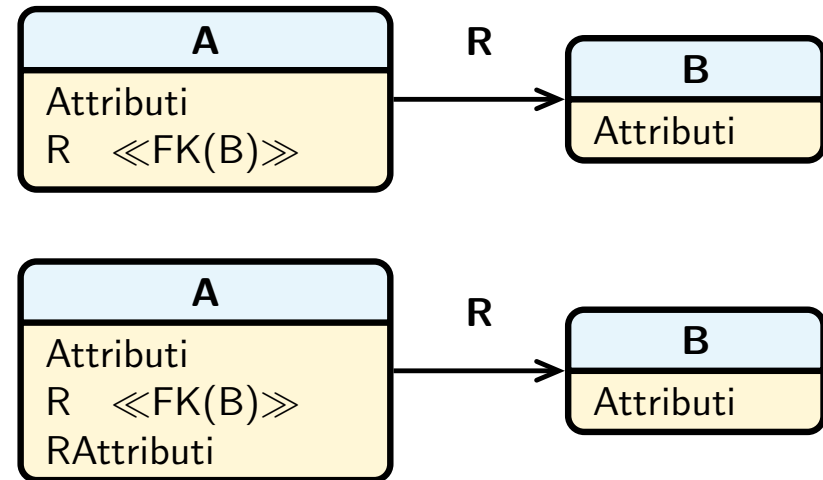 A
R
B
Attributi
R ≪FK(B)≫
Attributi
A
R
B
Attributi
R ≪FK(B)≫
RAttributi
Attributi